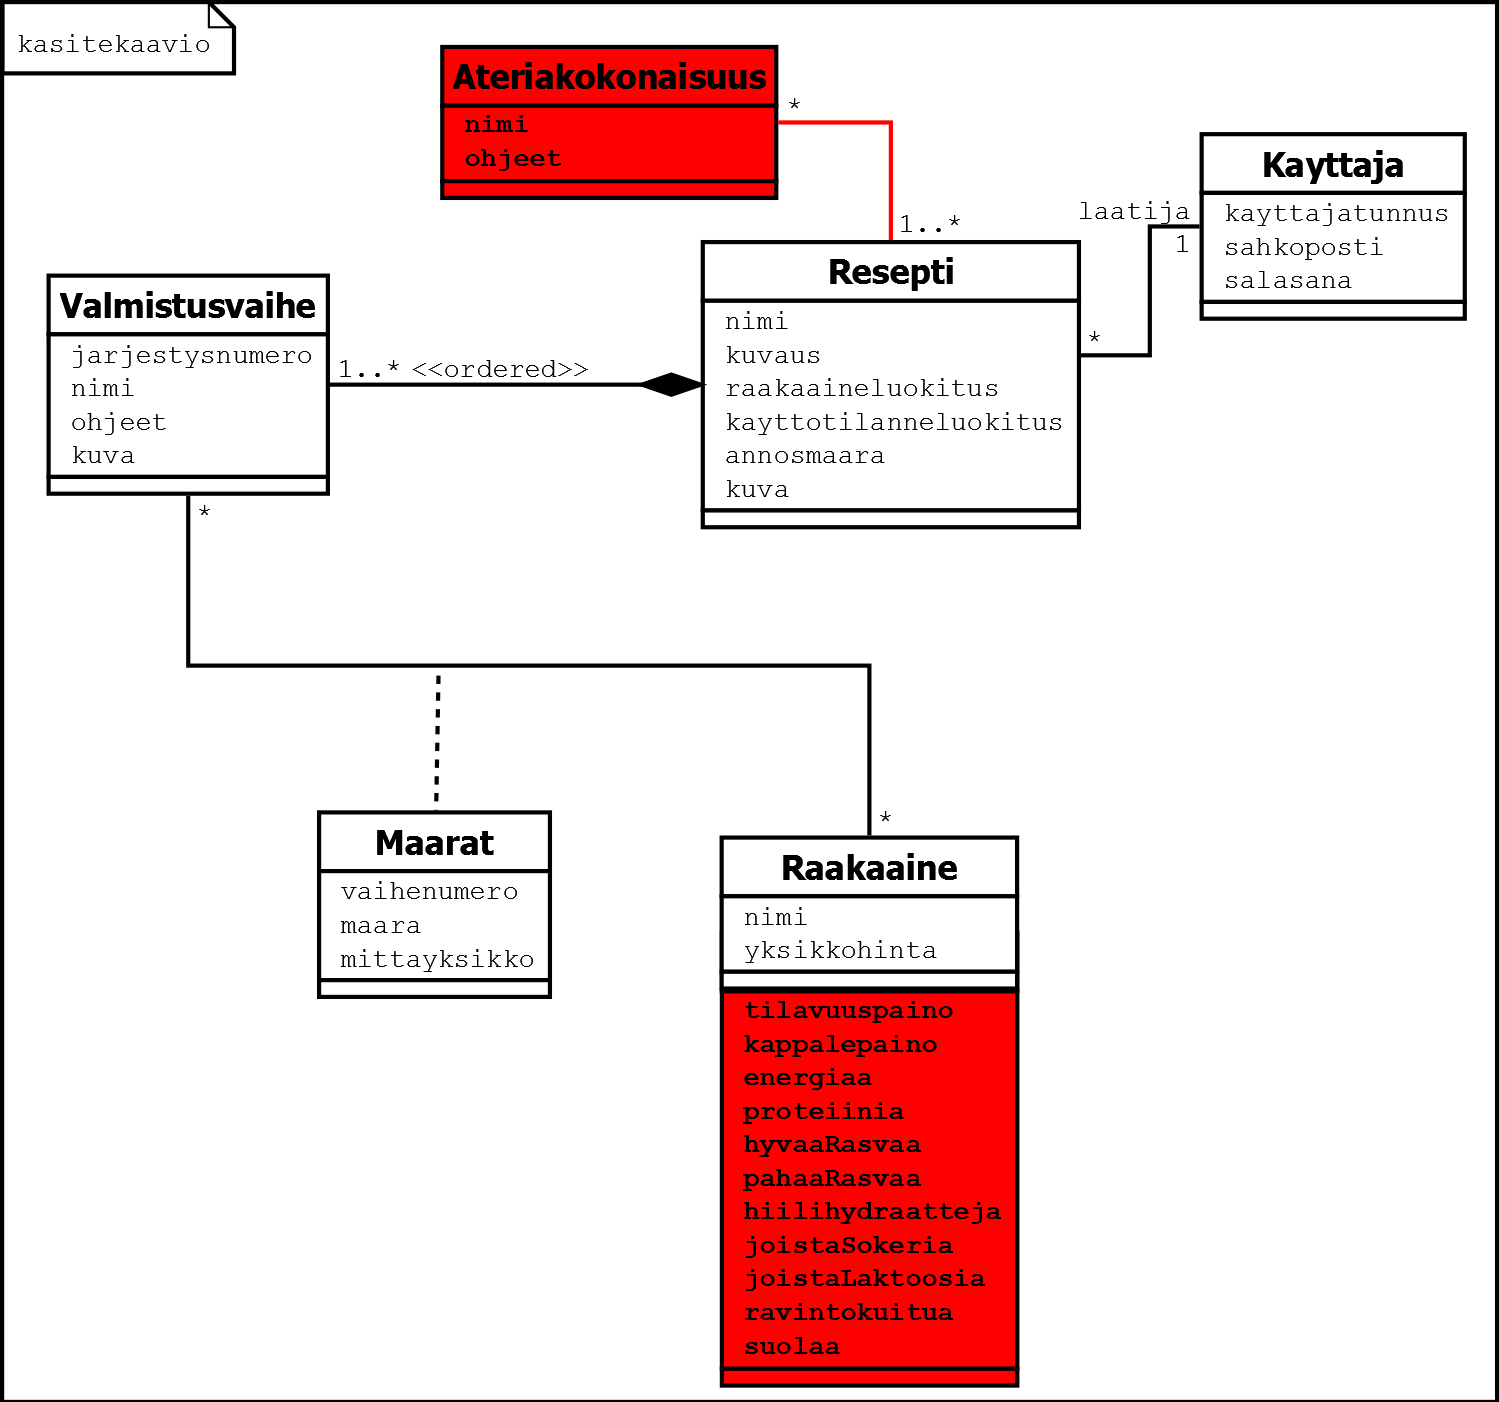 kasitekaavio
Ateriakokonaisuus
nimi
ohjeet
*
1..*
Kayttaja
kayttajatunnus
sahkoposti
salasana
laatija
1
*
Resepti
nimi
kuvaus
raakaaineluokitus
kayttotilanneluokitus
annosmaara
kuva
Valmistusvaihe
jarjestysnumero
nimi
ohjeet
kuva
1..* <<ordered>>
*
*
Maarat
vaihenumero
maara
mittayksikko
Raakaaine
nimi
yksikkohinta
tilavuuspaino
kappalepaino
energiaa
proteiinia
hyvaaRasvaa
pahaaRasvaa
hiilihydraatteja
joistaSokeria
joistaLaktoosia
ravintokuitua
suolaa